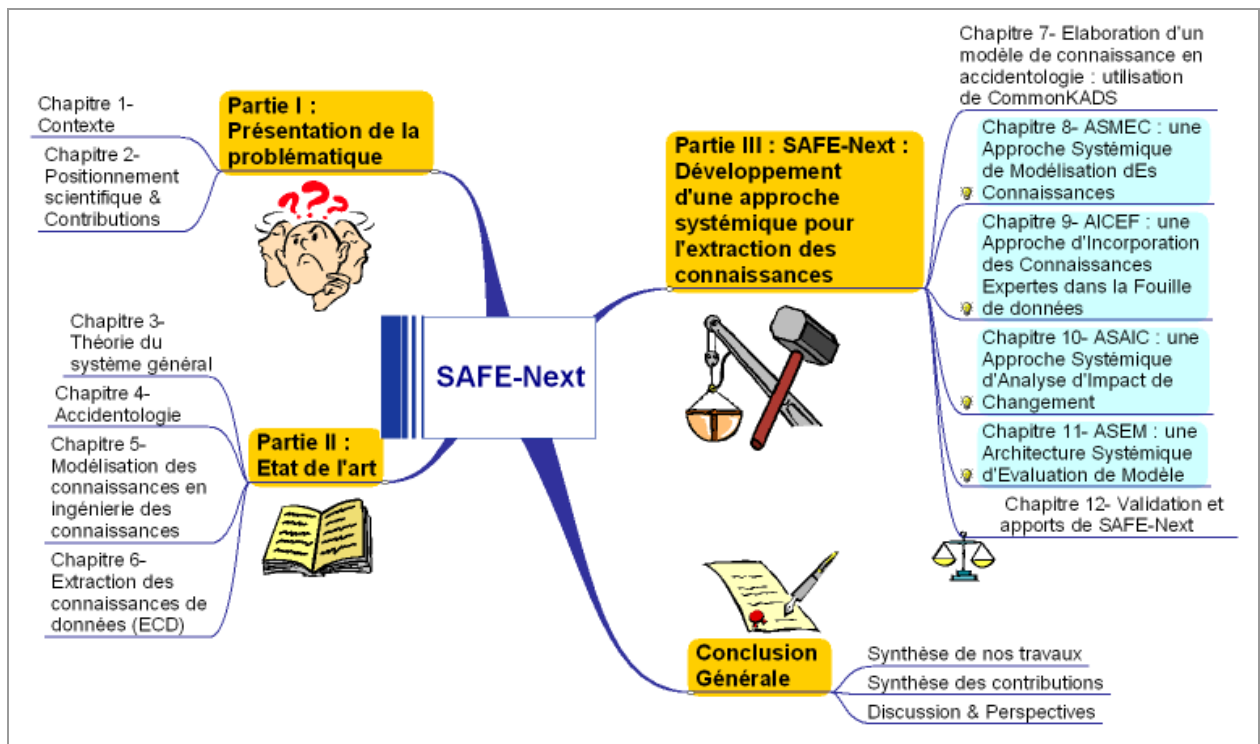 Partie I :
Présentation de la
problématique
Chapitre 1-
Contexte
Chapitre 2-
Positionnement
scientifique &
Contributions
???
SAFE-Next
Partie II :
Etat de l'art
Chapitre 3-
Théorie du
système général
Chapitre 4-
Accidentologie
Chapitre 5-
Modélisation des
connaissances en
ingénierie des
connaissances
Chapitre 6-
Extraction des
connaissances de
données (ECD)
Partie III : SAFE-Next :
Développement
d'une approche
systémique pour
l'extraction des
connaissances
Chapitre 7- Elaboration d'un
modèle de connaissance en
accidentologie : utilisation
de CommonKADS
Chapitre 8- ASMEC : une
Approche Systémique
de Modélisation dEs
Connaissances
Chapitre 9- AICEF : une
Approche d'Incorporation
des Connaissances
Expertes dans la Fouille
de données
Chapitre 10- ASAIC : une
Approche Systémique
d'Analyse d'Impact de
Changement
Chapitre 11- ASEM : une
Architecture Systémique
d'Evaluation de Modèle
Chapitre 12- Validation et
apports de SAFE-Next
Conclusion
Générale
Synthèse de nos travaux
Synthèse des contributions
Discussion & Perspectives